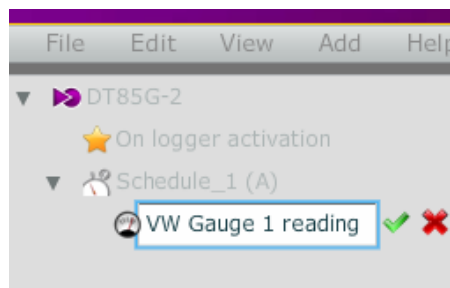 File Edit View Add Help
DT85G-2
On logger activation
Schedule_1 (A)
VW Gauge 1 reading